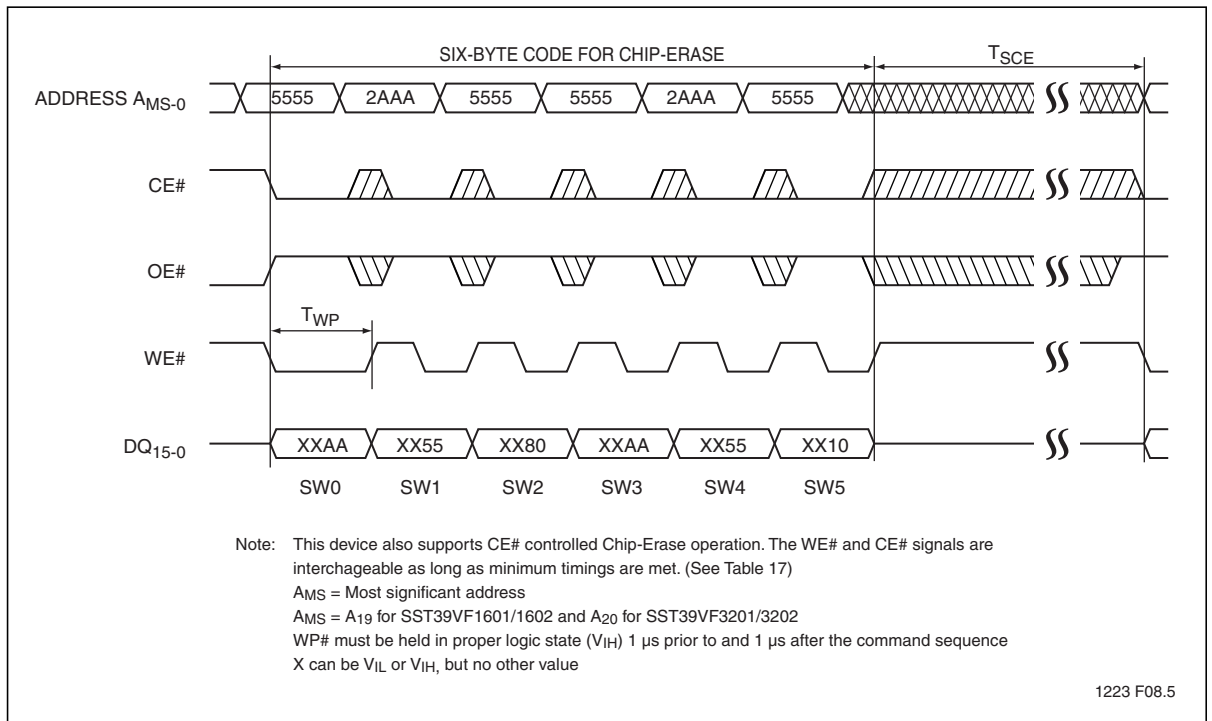 SIX-BYTE CODE FOR CHIP-ERASE TSCE
ADDRESS AMS-0 5555 2AAA 5555 5555 2AAA 5555
CE#
OE#
TWP
WE#
DQ15-0 XXAA XX55 XX80 XXAA XX55 XX10
SW0 SW1 SW2 SW3 SW4 SW5
Note: This device also supports CE# controlled Chip-Erase operation. The WE# and CE# signals are
interchageable as long as minimum timings are met. (See Table 17)
AMS = Most significant address
AMS = A19 for SST39VF1601/1602 and A20 for SST39VF3201/3202
WP# must be held in proper logic state (VIH) 1 µs prior to and 1 µs after the command sequence
X can be VIL or VIH, but no other value
1223 F08.5